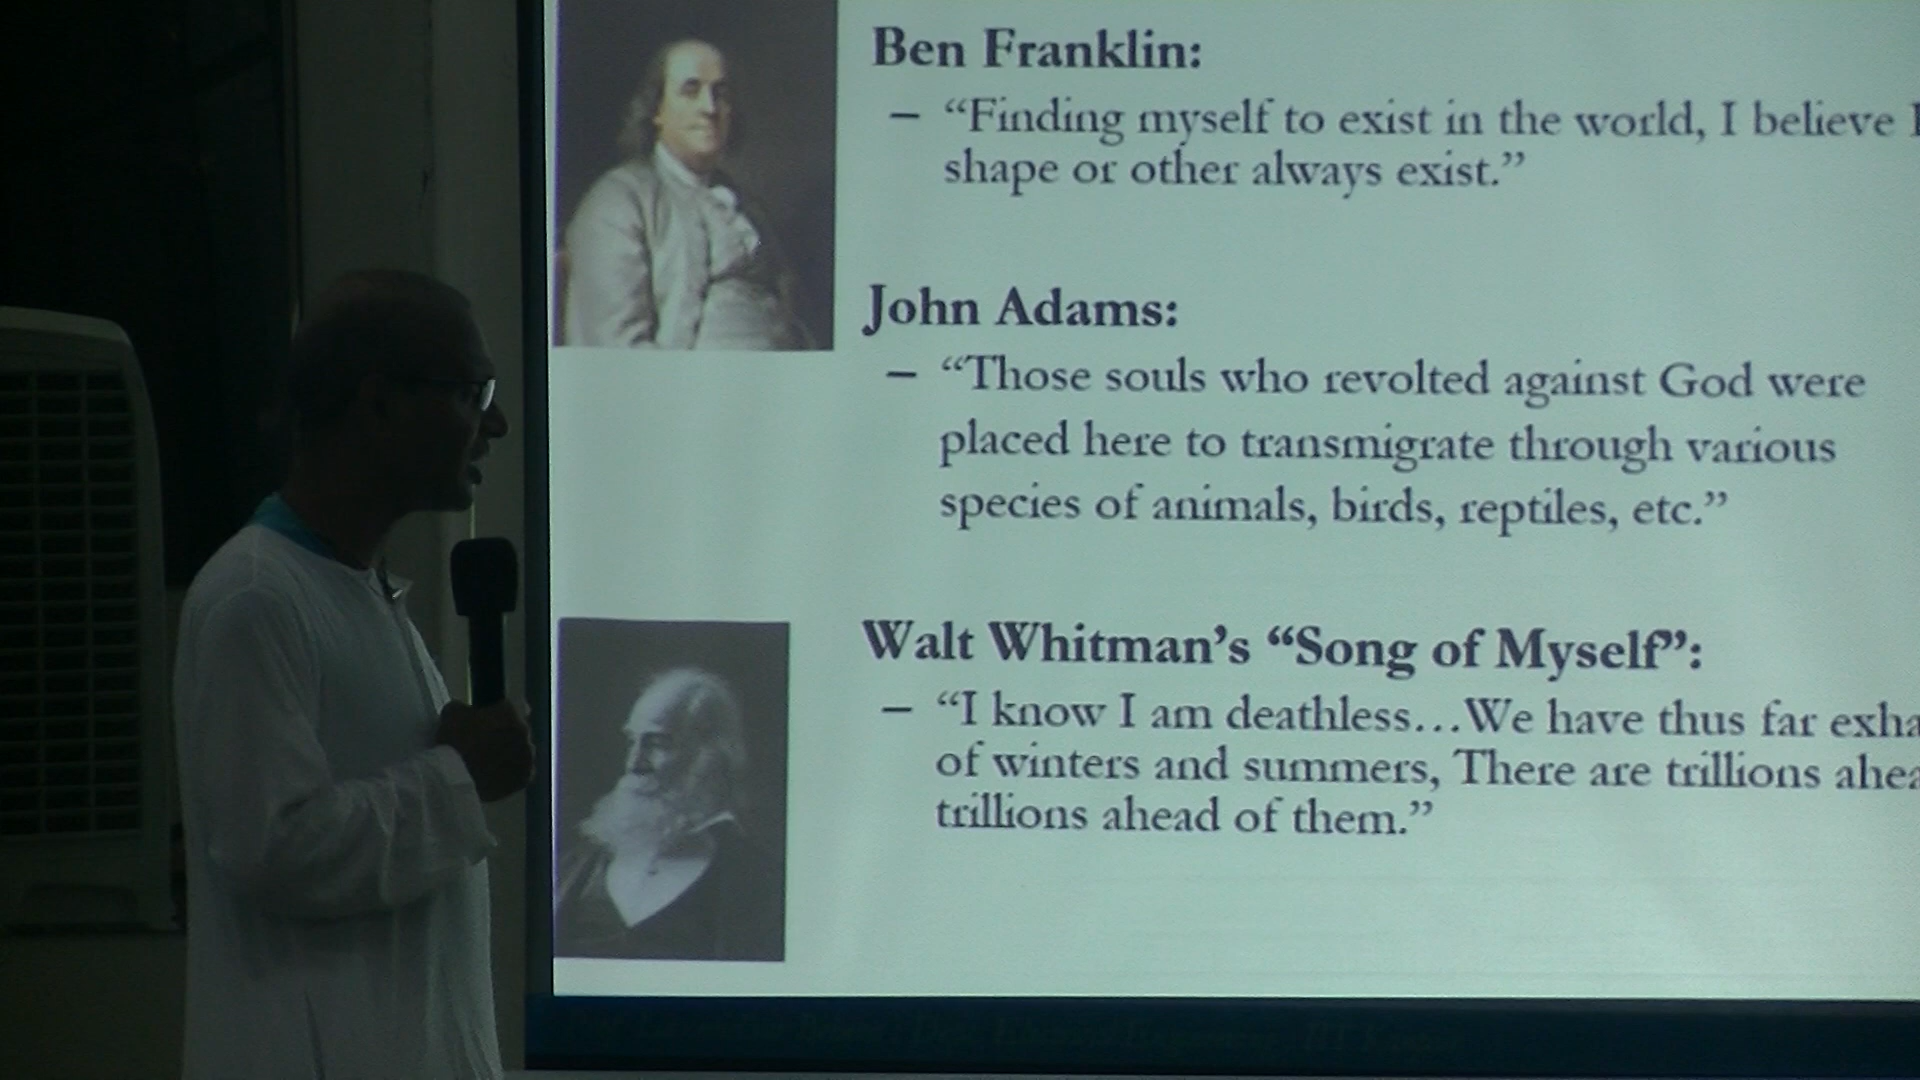 Ben Franklin:
– “Finding myself to exist in the world, I believe
shape or other always exist.”
John Adams:
– “Those souls who revolted against God were
placed here to transmigrate through various
species of animals, birds, reptiles, etc.”
Walt Whitman’s “Song of Myself”:
– “I know I am deathless…We have thus far
of winters and summers, There are trillions
trillions ahead of them.”